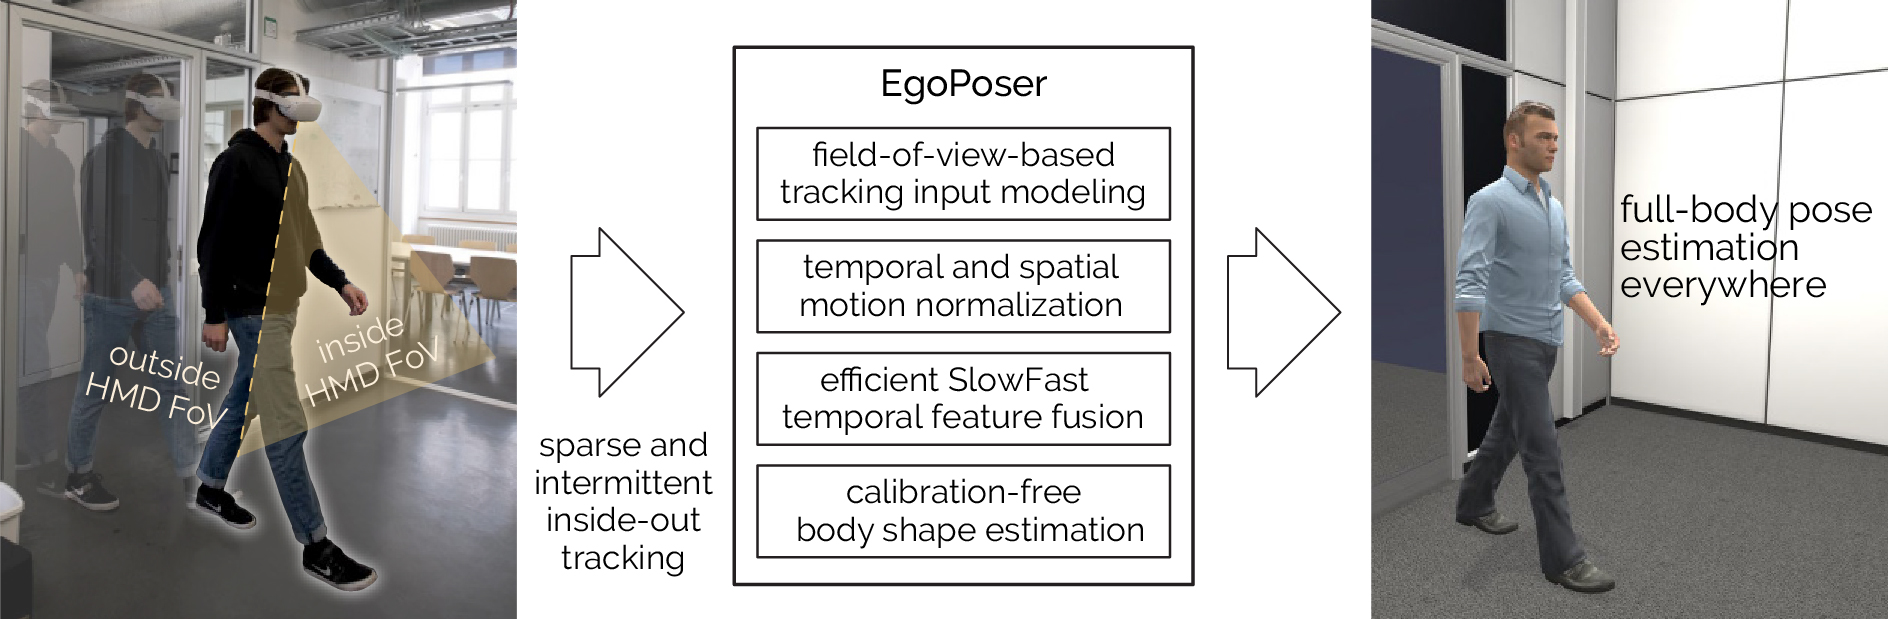 outside
HMD FoV
inside
HMD FoV
sparse and
intermittent
inside-out
tracking
EgoPoser
field-of-view-based
tracking input modeling
temporal and spatial
motion normalization
efficient SlowFast
temporal feature fusion
calibration-free
body shape estimation
full-body pose
estimation
everywhere